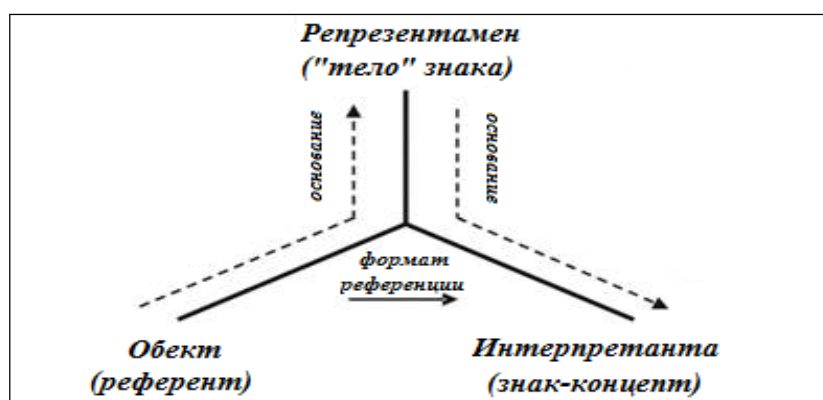 Репрезентамен
("тело" знака)
основание
основание
формат
референции
Обект
(референт)
Интерпретанта
(знак-концепт)